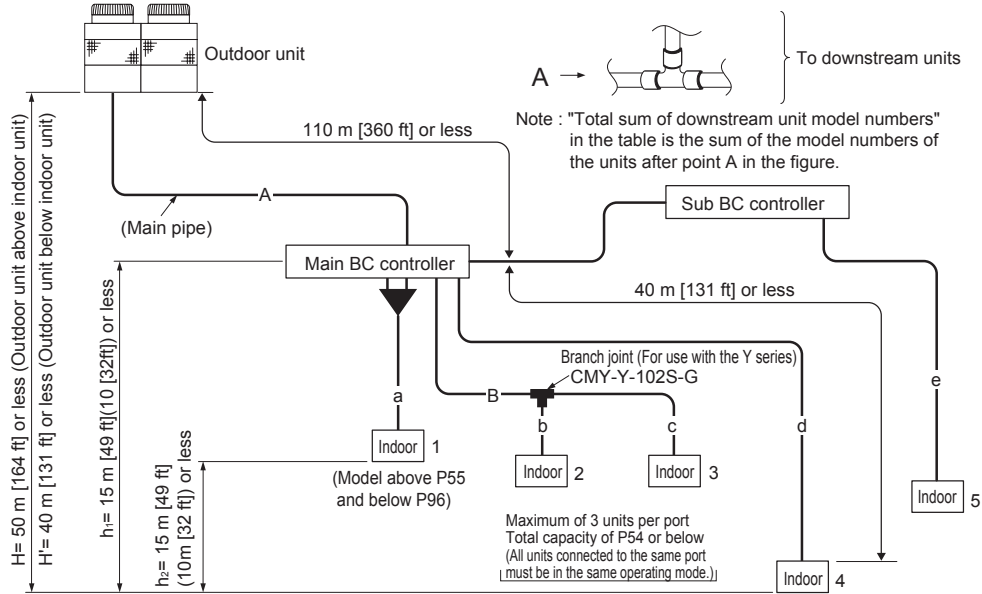 Outdoor unit
A
To downstream units
Note : "Total sum of downstream unit model numbers"
in the table is the sum of the model numbers of
the units after point A in the figure.
110 m [360 ft] or less
A
(Main pipe)
Sub BC controller
Main BC controller
40 m [131 ft] or less
Branch joint (For use with the Y series)
CMY-Y-102S-G
a
B
b
c
d
e
Indoor 1
(Model above P55
and below P96)
Indoor 2
Indoor 3
Indoor 5
Maximum of 3 units per port
Total capacity of P54 or below
(All units connected to the same port
must be in the same operating mode.)
Indoor 4
H= 50 m [164 ft] or less (Outdoor unit above indoor unit)
H'= 40 m [131 ft] or less (Outdoor unit below indoor unit)
h1= 15 m [49 ft](10 [32ft]) or less
h2= 15 m [49 ft]
(10m [32 ft]) or less